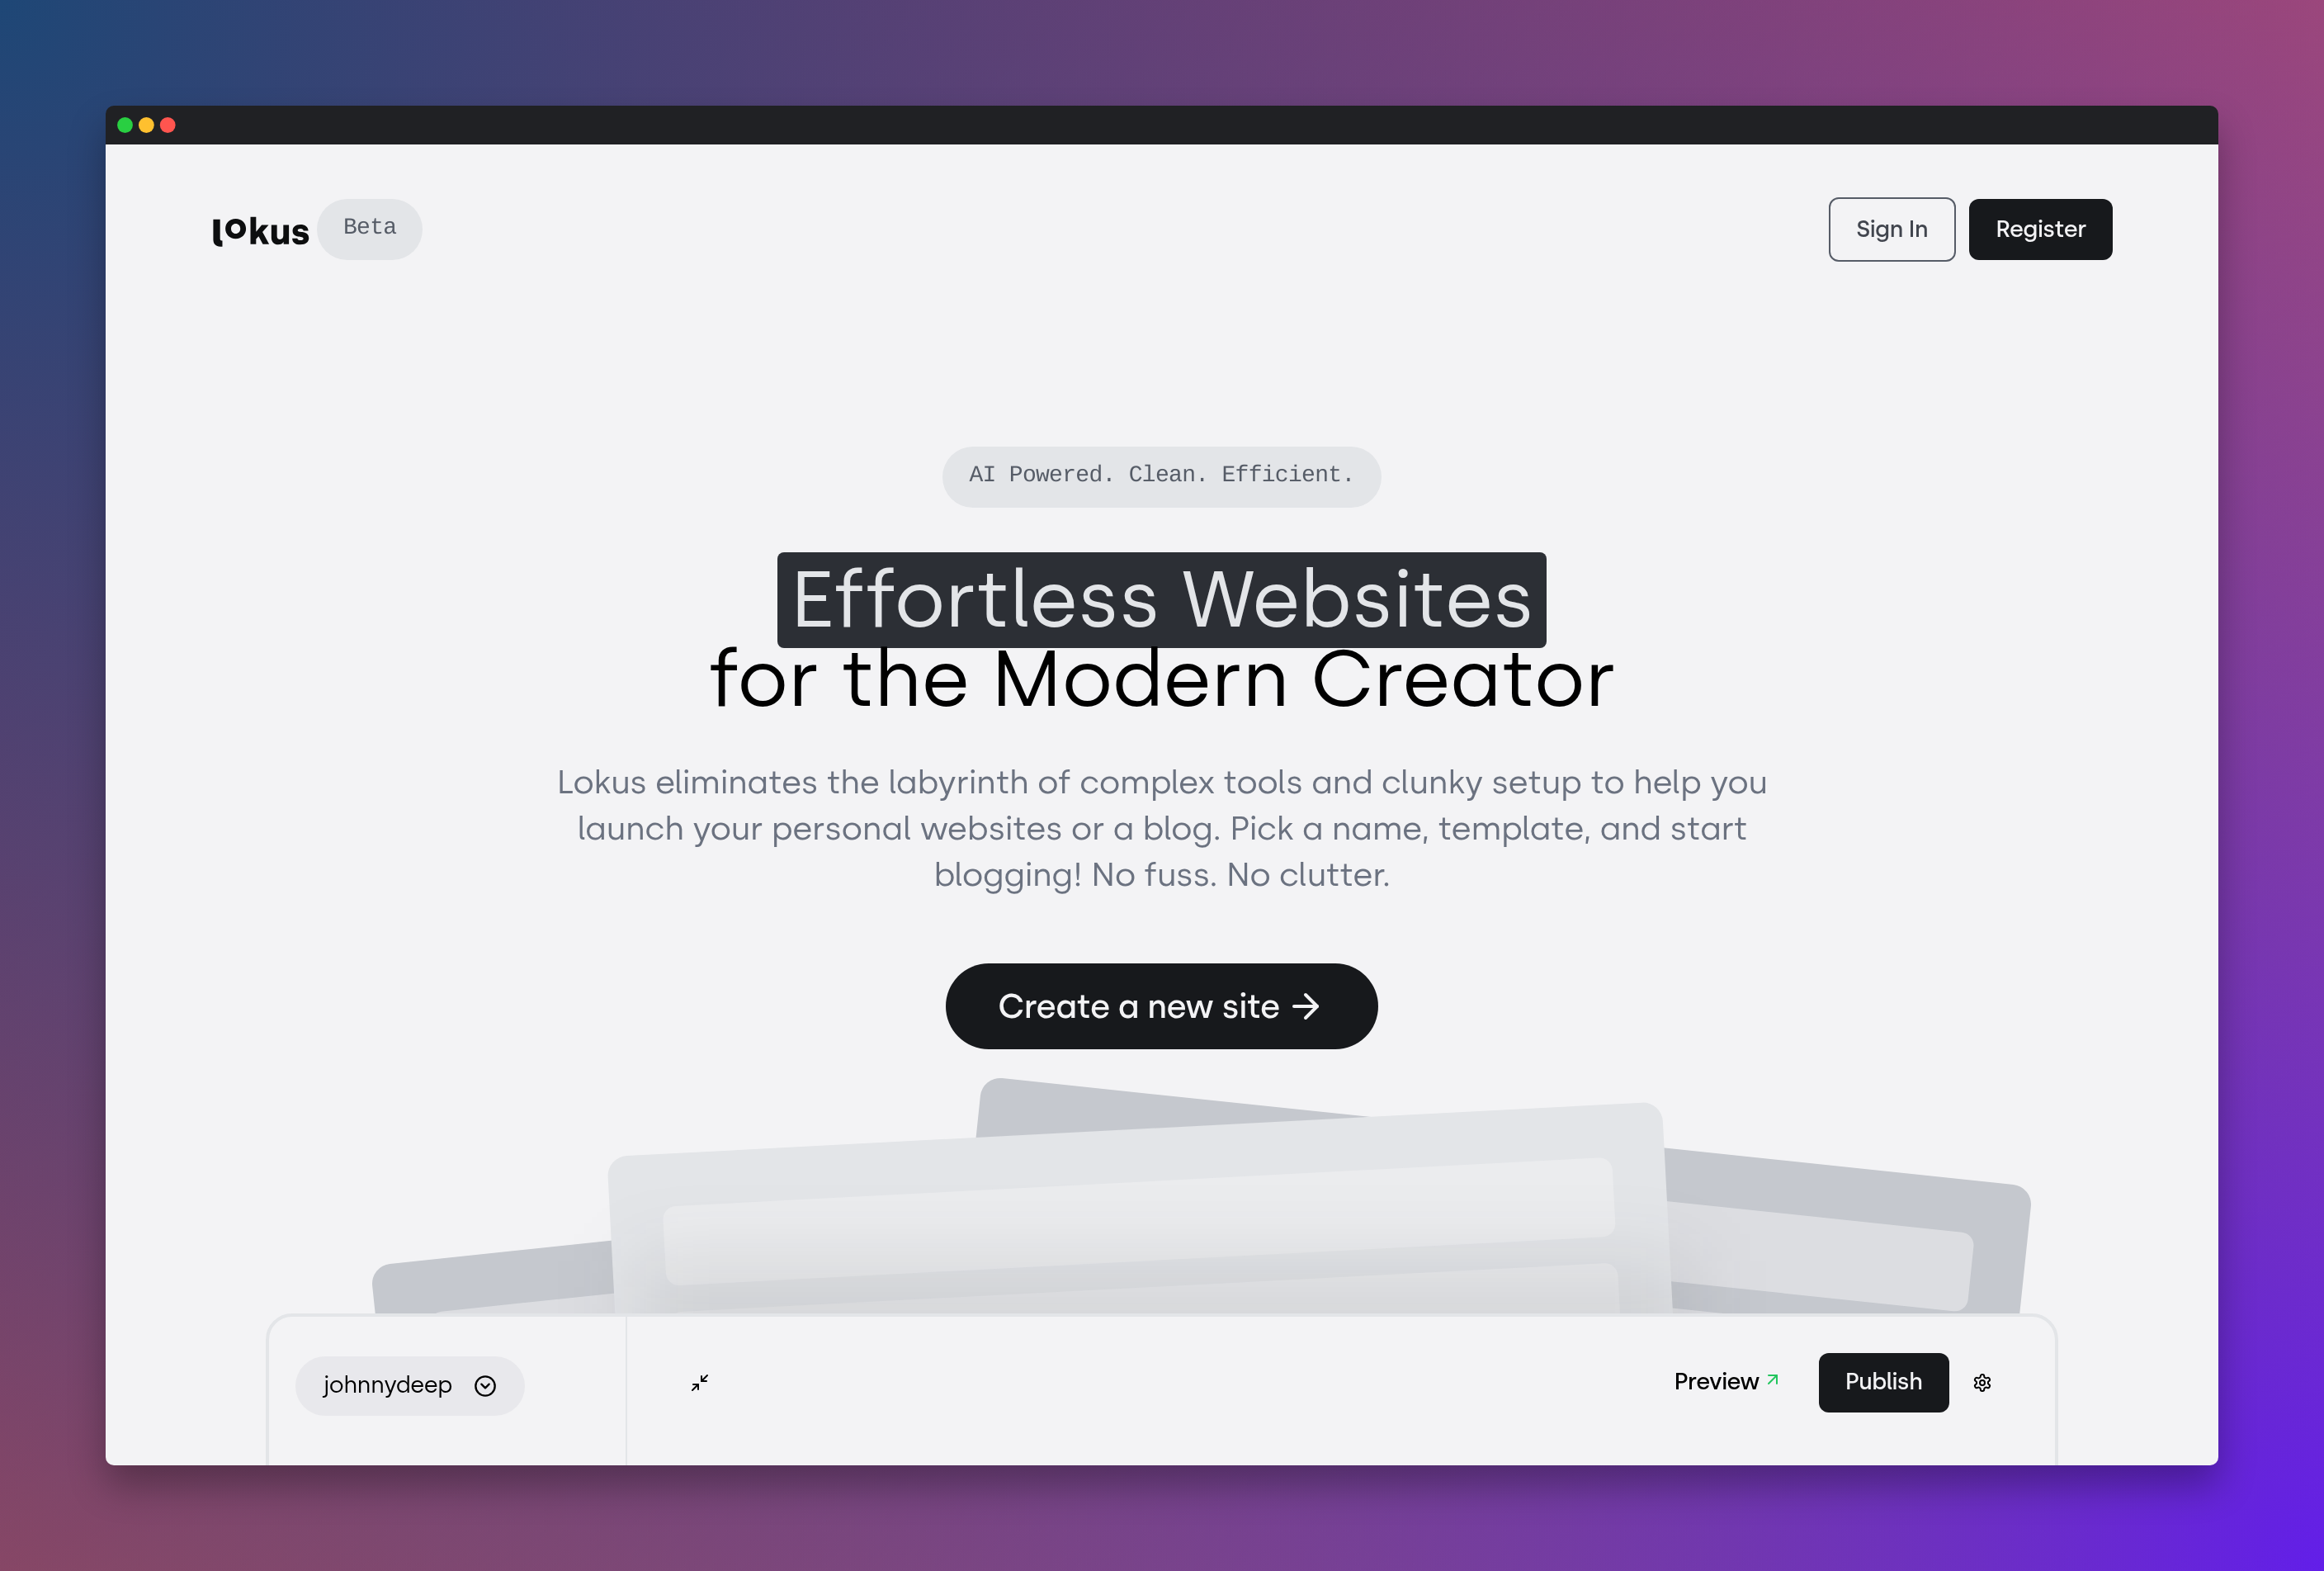 lokus
Beta
Sign In
Register
AI Powered. Clean. Efficient.
Effortless Websites
for the Modern Creator
Lokus eliminates the labyrinth of complex tools and clunky setup to help you
launch your personal websites or a blog. Pick a name, template, and start
blogging! No fuss. No clutter.
Create a new site
johnnydeep
Preview
Publish